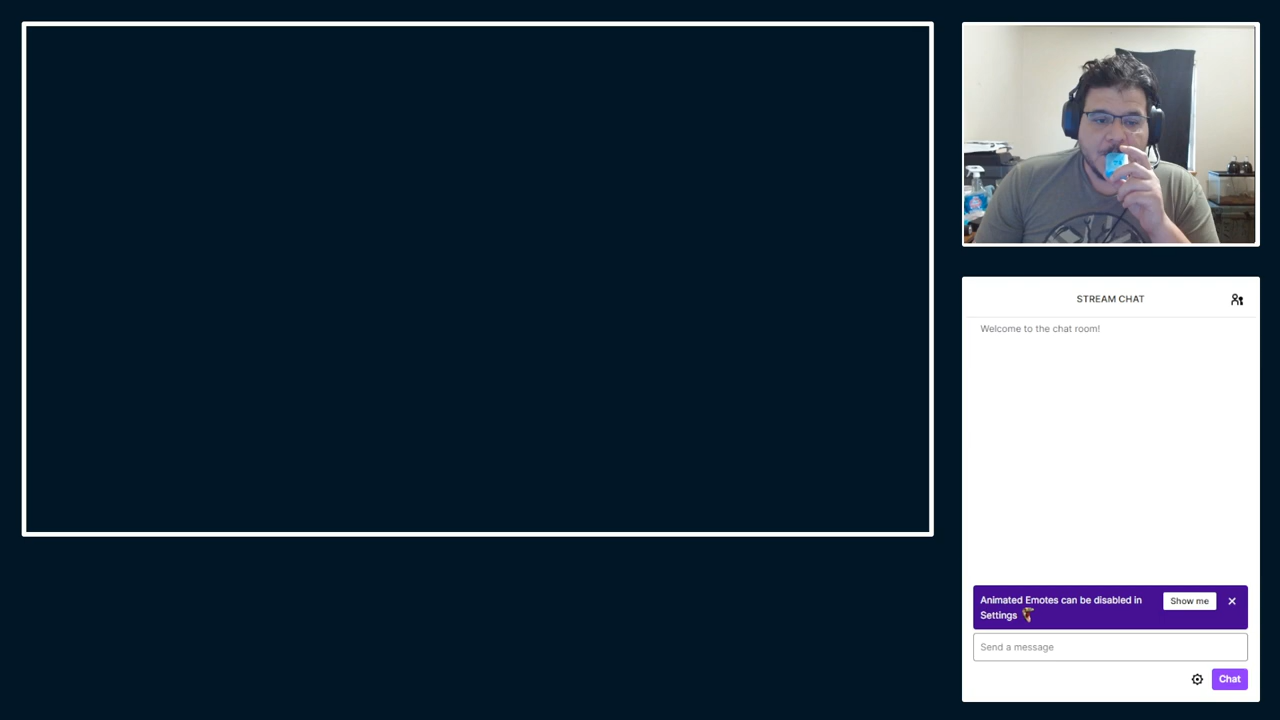 STREAM CHAT
Welcome to the chat room!
Animated Emotes can be disabled in
Settings
Show me
Send a message
Chat